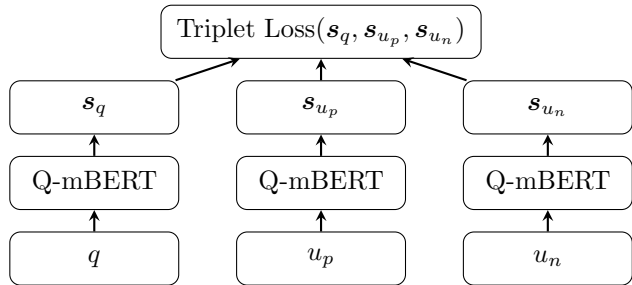 Triplet Loss(s_q, s_{u_p}, s_{u_n})
s_q s_{u_p} s_{u_n}
Q-mBERT Q-mBERT Q-mBERT
q u_p u_n